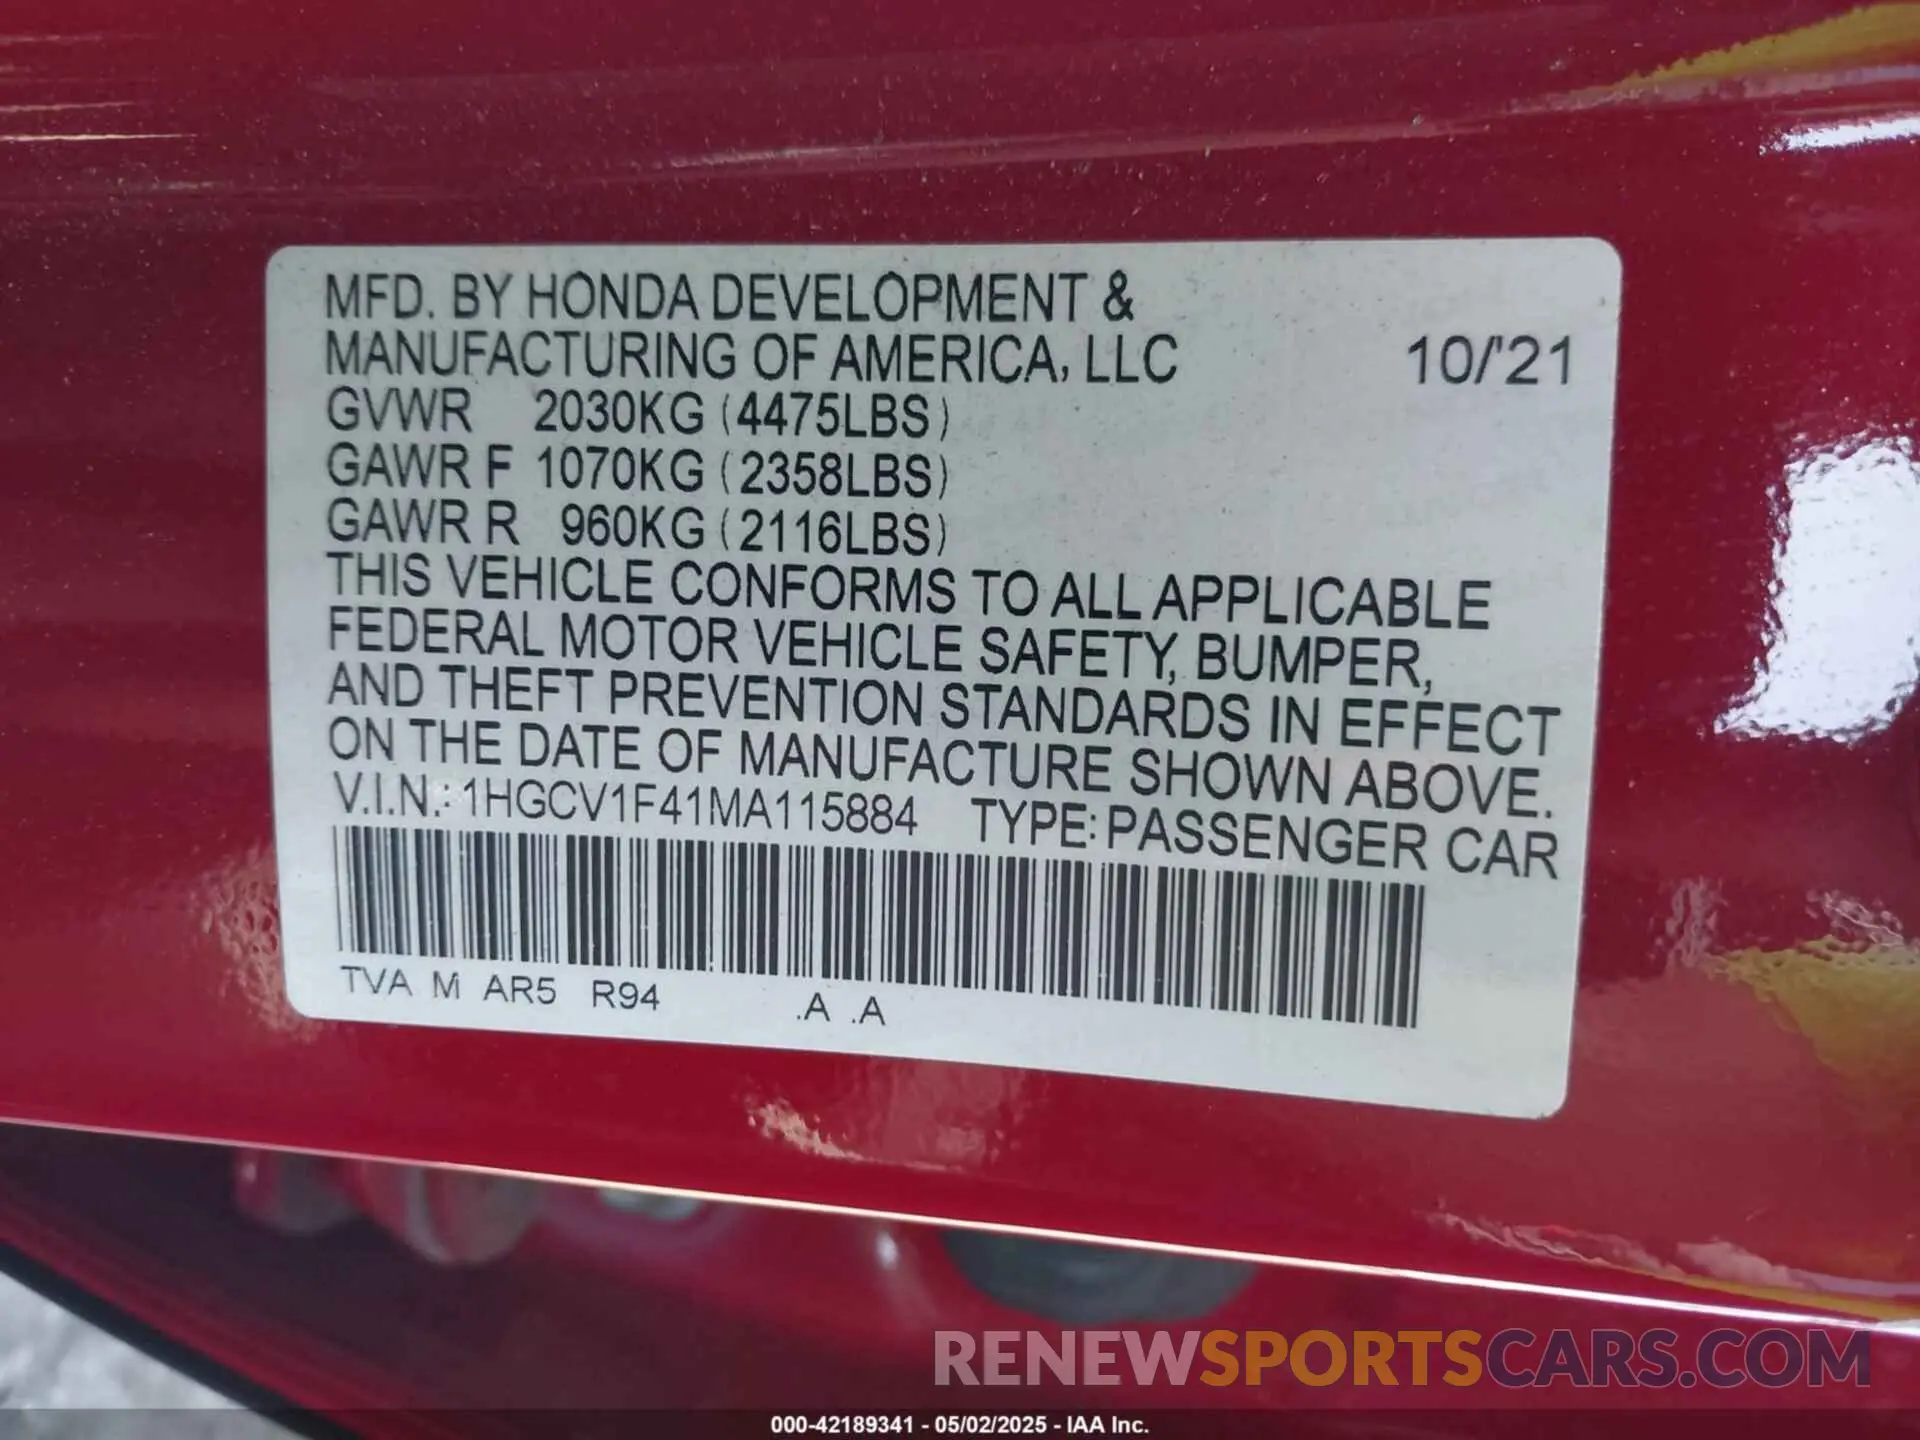 MFD. BY HONDA DEVELOPMENT &
MANUFACTURING OF AMERICA, LLC 10/'21
GVWR 2030KG (4475LBS)
GAWR F 1070KG (2358LBS)
GAWR R 960KG (2116LBS)
THIS VEHICLE CONFORMS TO ALL APPLICABLE
FEDERAL MOTOR VEHICLE SAFETY, BUMPER,
AND THEFT PREVENTION STANDARDS IN EFFECT
ON THE DATE OF MANUFACTURE SHOWN ABOVE.
V.I.N.: 1HGCV1F41MA115884 TYPE: PASSENGER CAR
TVA M AR5 R94 .A .A
RENEWSPORTSCARS.COM
000-42189341 - 05/02/2025 - IAA Inc.